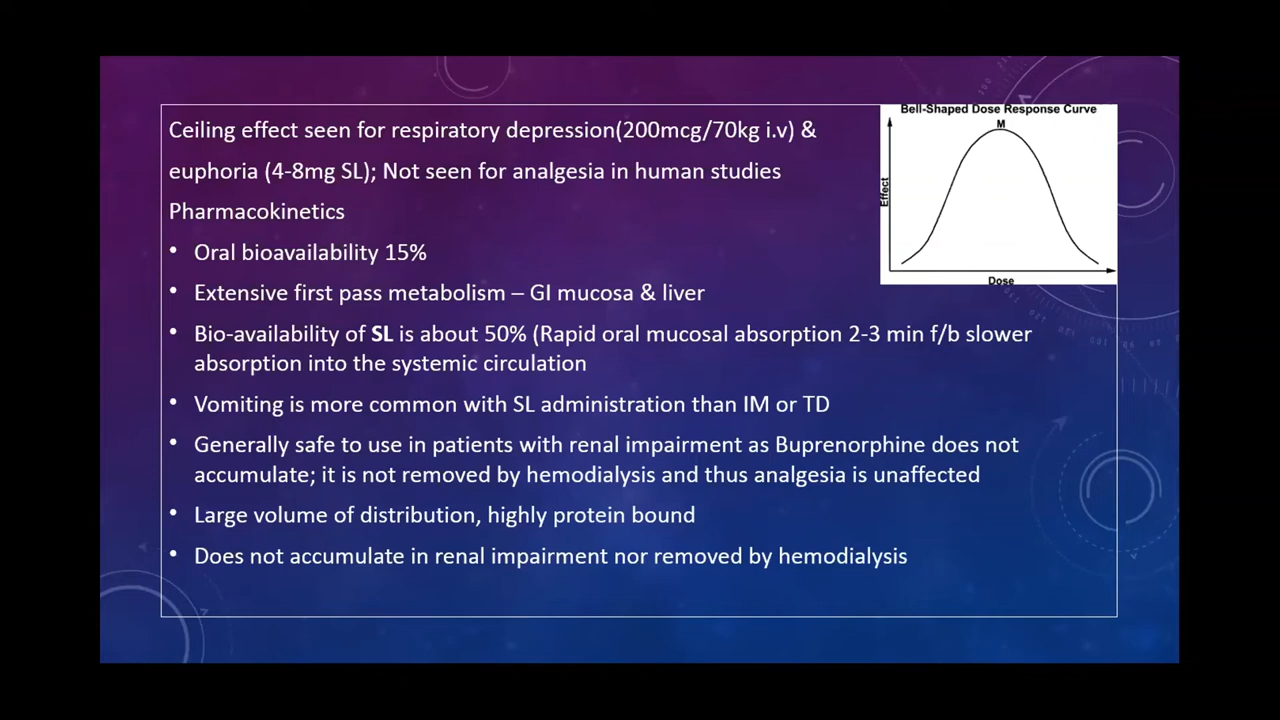 Ceiling effect seen for respiratory depression(200mcg/70kg i.v) &
euphoria (4-8mg SL); Not seen for analgesia in human studies
Pharmacokinetics
• Oral bioavailability 15%
• Extensive first pass metabolism – GI mucosa & liver
• Bio-availability of SL is about 50% (Rapid oral mucosal absorption 2-3 min f/b slower
absorption into the systemic circulation
• Vomiting is more common with SL administration than IM or TD
• Generally safe to use in patients with renal impairment as Buprenorphine does not
accumulate; it is not removed by hemodialysis and thus analgesia is unaffected
• Large volume of distribution, highly protein bound
• Does not accumulate in renal impairment nor removed by hemodialysis
Bell-Shaped Dose Response Curve
M
Effect
Dose